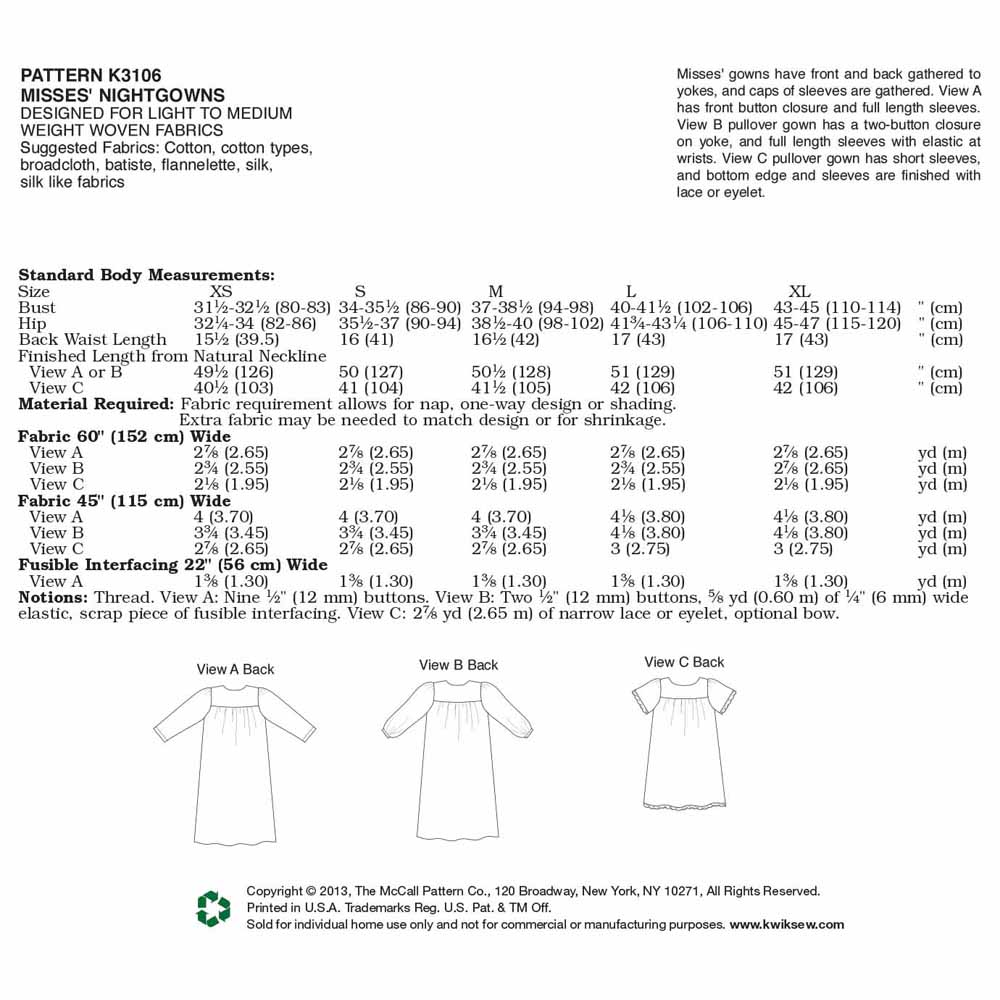 PATTERN K3106
MISSES' NIGHTGOWNS
DESIGNED FOR LIGHT TO MEDIUM
WEIGHT WOVEN FABRICS
Suggested Fabrics: Cotton, cotton types,
broadcloth, batiste, flannelette, silk,
silk like fabrics
Misses' gowns have front and back gathered to
yokes, and caps of sleeves are gathered. View A
has front button closure and full length sleeves.
View B pullover gown has a two-button closure
on yoke, and full length sleeves with elastic at
wrists. View C pullover gown has short sleeves,
and bottom edge and sleeves are finished with
lace or eyelet.
Standard Body Measurements:
Size XS S M L XL
Bust 31½-32½ (80-83) 34-35½ (86-90) 37-38½ (94-98) 40-41½ (102-106) 43-45 (110-114) " (cm)
Hip 32¼-34 (82-86) 35½-37 (90-94) 38½-40 (98-102) 41¾-43¼ (106-110) 45-47 (115-120) " (cm)
Back Waist Length 15½ (39.5) 16 (41) 16½ (42) 17 (43) 17 (43) " (cm)
Finished Length from Natural Neckline
View A or B 49½ (126) 50 (127) 50½ (128) 51 (129) 51 (129) " (cm)
View C 40½ (103) 41 (104) 41½ (105) 42 (106) 42 (106) " (cm)
Material Required: Fabric requirement allows for nap, one-way design or shading.
Extra fabric may be needed to match design or for shrinkage.
Fabric 60" (152 cm) Wide
View A 2⅞ (2.65) 2⅞ (2.65) 2⅞ (2.65) 2⅞ (2.65) 2⅞ (2.65) yd (m)
View B 2¾ (2.55) 2¾ (2.55) 2¾ (2.55) 2¾ (2.55) 2⅞ (2.65) yd (m)
View C 2⅛ (1.95) 2⅛ (1.95) 2⅛ (1.95) 2⅛ (1.95) 2⅛ (1.95) yd (m)
Fabric 45" (115 cm) Wide
View A 4 (3.70) 4 (3.70) 4 (3.70) 4⅛ (3.80) 4⅛ (3.80) yd (m)
View B 3¾ (3.45) 3¾ (3.45) 3¾ (3.45) 4⅛ (3.80) 4⅛ (3.80) yd (m)
View C 2⅞ (2.65) 2⅞ (2.65) 2⅞ (2.65) 3 (2.75) 3 (2.75) yd (m)
Fusible Interfacing 22" (56 cm) Wide
View A 1⅜ (1.30) 1⅜ (1.30) 1⅜ (1.30) 1⅜ (1.30) 1⅜ (1.30) yd (m)
Notions: Thread. View A: Nine ½" (12 mm) buttons. View B: Two ½" (12 mm) buttons, ⅝ yd (0.60 m) of ¼" (6 mm) wide
elastic, scrap piece of fusible interfacing. View C: 2⅞ yd (2.65 m) of narrow lace or eyelet, optional bow.
View A Back
View B Back
View C Back
Copyright © 2013, The McCall Pattern Co., 120 Broadway, New York, NY 10271, All Rights Reserved.
Printed in U.S.A. Trademarks Reg. U.S. Pat. & TM Off.
Sold for individual home use only and not for commercial or manufacturing purposes. www.kwiksew.com